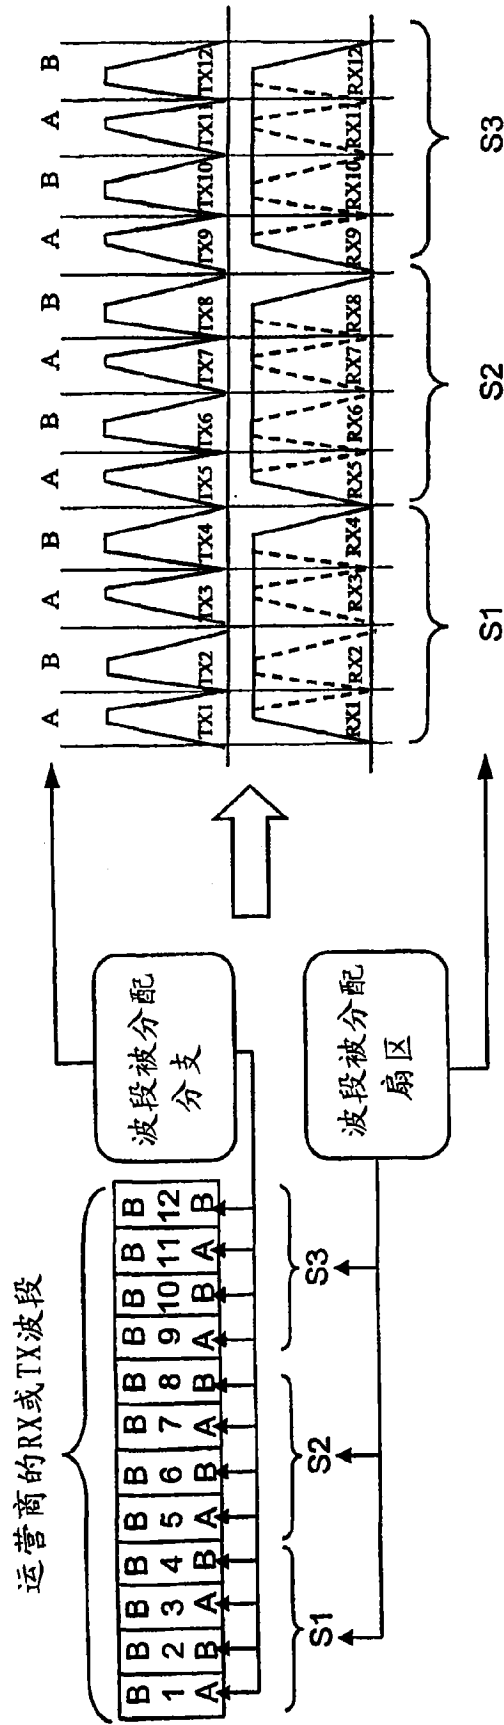 运营商的RX或TX波段
B B B B B B B B B B B B
1 2 3 4 5 6 7 8 9 10 11 12
A B A B A B A B A B A B
S1 S2 S3
波段被分配
分支
波段被分配
扇区
A B A B A B A B A B A B
TX1 TX2 TX3 TX4 TX5 TX6 TX7 TX8 TX9 TX10 TX11 TX12
RX1 RX2 RX3 RX4 RX5 RX6 RX7 RX8 RX9 RX10 RX11 RX12
S1 S2 S3